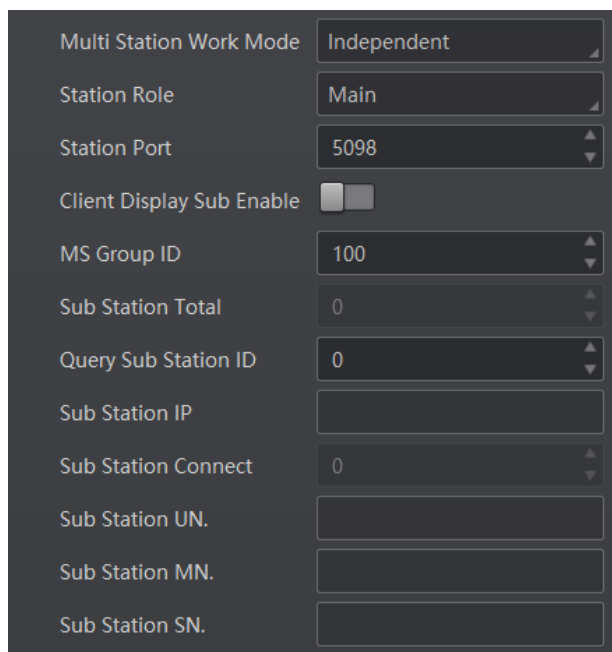 Multi Station Work Mode Independent
Station Role Main
Station Port 5098
Client Display Sub Enable
MS Group ID 100
Sub Station Total 0
Query Sub Station ID 0
Sub Station IP
Sub Station Connect 0
Sub Station UN.
Sub Station MN.
Sub Station SN.